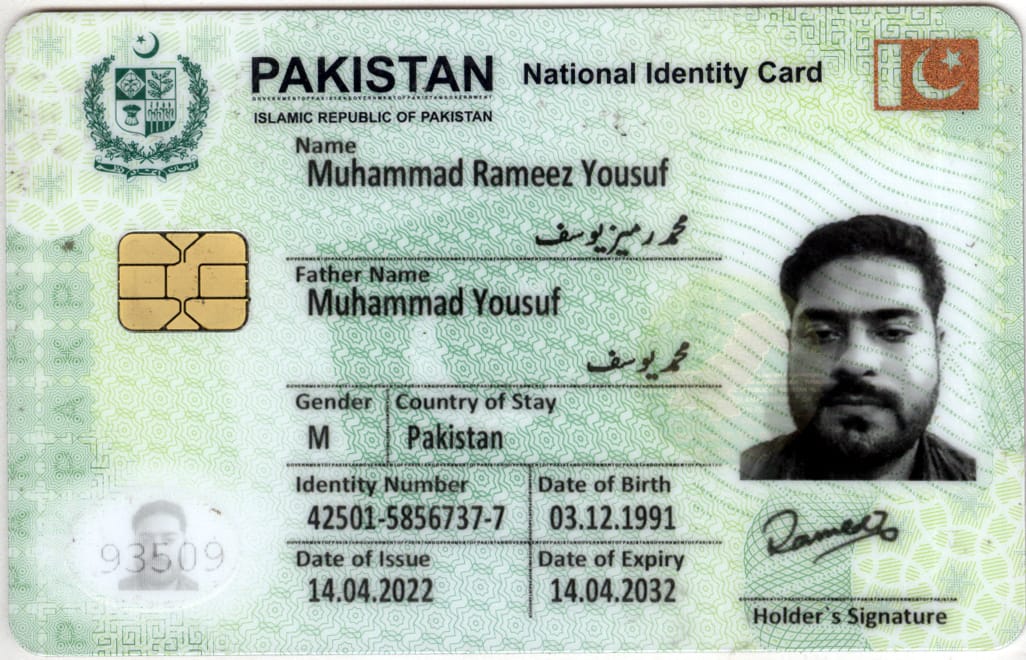 PAKISTAN National Identity Card
ISLAMIC REPUBLIC OF PAKISTAN
Name
Muhammad Rameez Yousuf
محمد رمیز یوسف
Father Name
Muhammad Yousuf
محمد یوسف
Gender Country of Stay
M Pakistan
Identity Number Date of Birth
42501-5856737-7 03.12.1991
Date of Issue Date of Expiry
14.04.2022 14.04.2032
93509
Rameez
Holder`s Signature